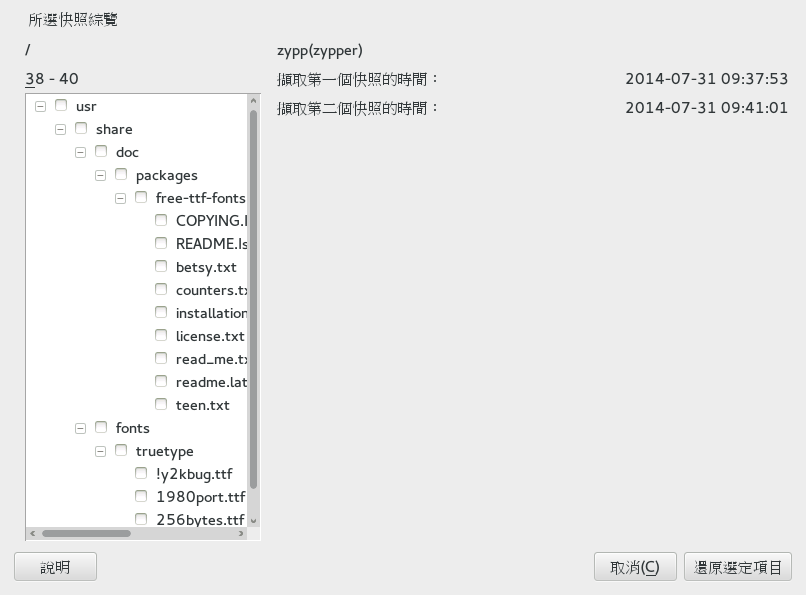 所選快照綜覽
/
zypp(zypper)
38 - 40
擷取第一個快照的時間：
2014-07-31 09:37:53
擷取第二個快照的時間：
2014-07-31 09:41:01
usr
share
doc
packages
free-ttf-fonts
COPYING.
README.Is
betsy.txt
counters.tx
installation
license.txt
read_me.tx
readme.lat
teen.txt
fonts
truetype
!y2kbug.ttf
1980port.ttf
256bytes.ttf
說明
取消(C)
還原選定項目